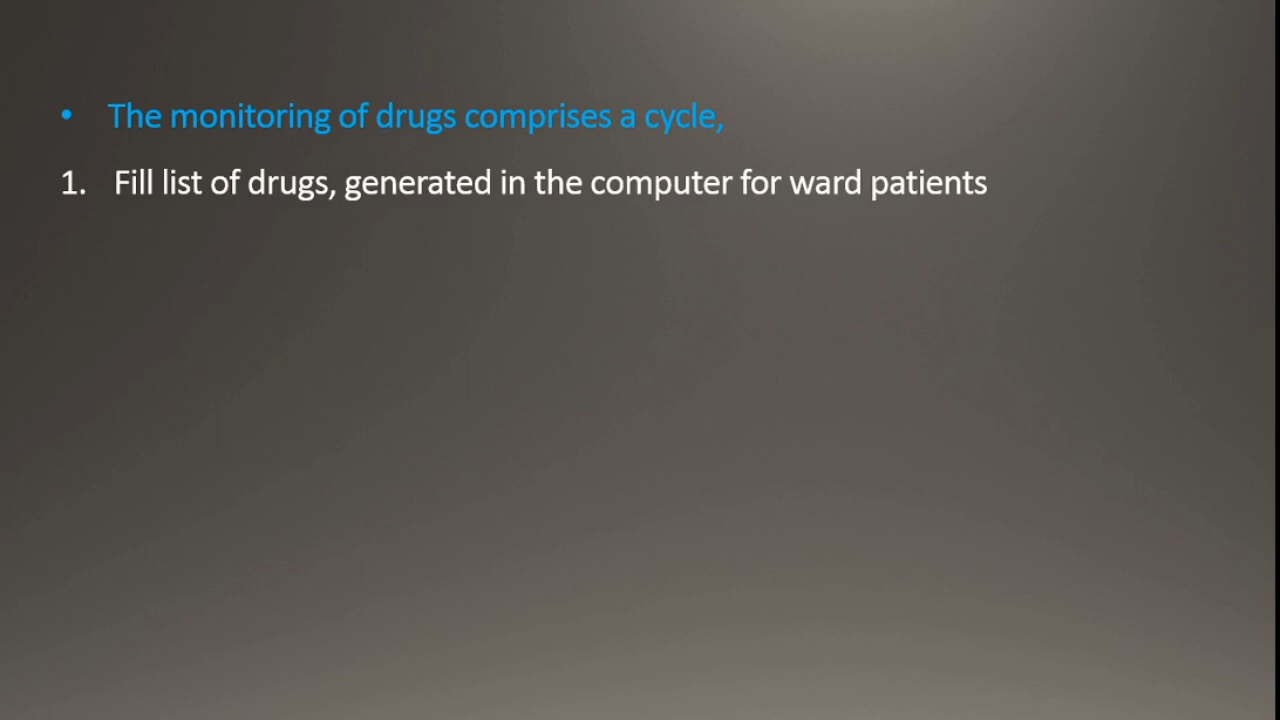 • The monitoring of drugs comprises a cycle,
1. Fill list of drugs, generated in the computer for ward patients